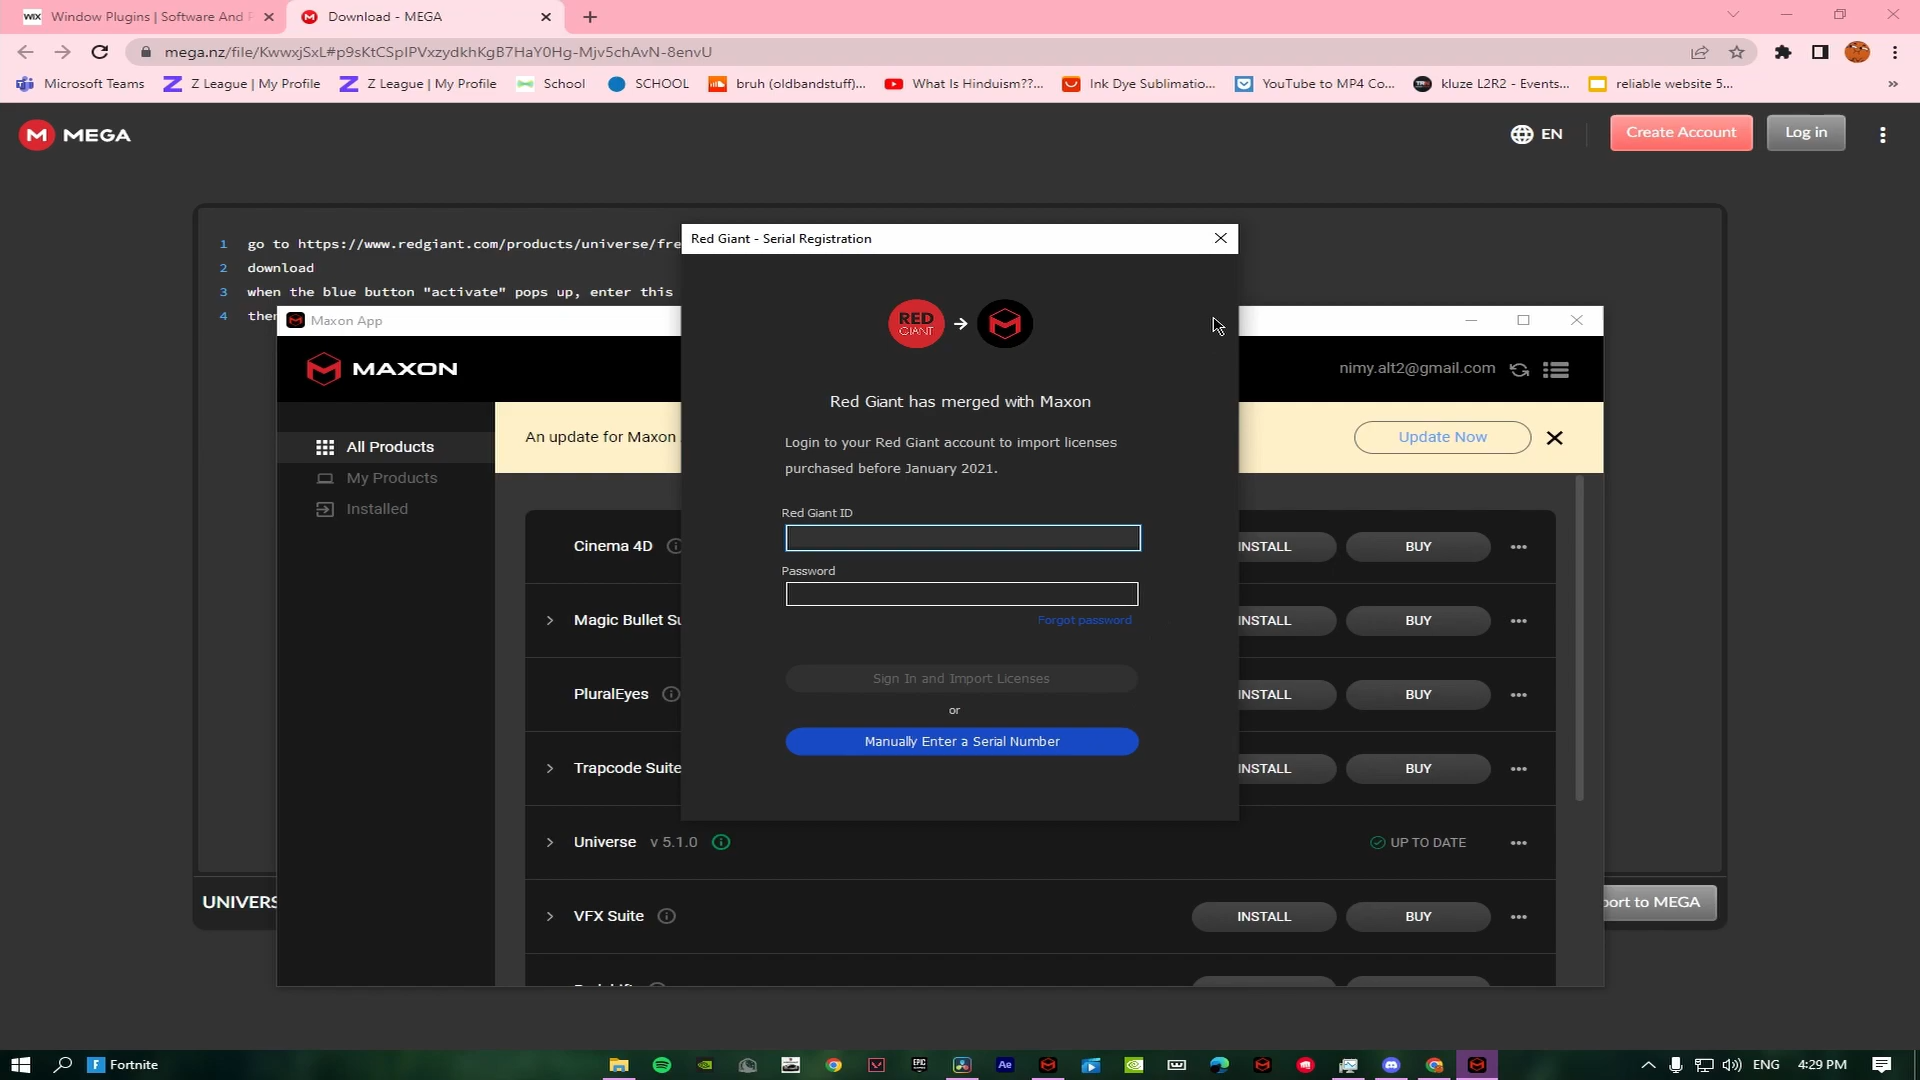 Window Plugins | Software And P
Download - MEGA
mega.nz/file/KwwxjSxL#p9sKtCSpIPVxzydkhKgB7HaY0Hg-Mjv5chAvN-8envU
Microsoft Teams
Z League | My Profile
Z League | My Profile
School
SCHOOL
bruh (oldbandstuff)...
What Is Hinduism??...
Ink Dye Sublimatio...
YouTube to MP4 Co...
kluze L2R2 - Events...
reliable website 5...
»
MEGA
EN
Create Account
Log in
1 go to https://www.redgiant.com/products/universe/fre
2 download
3 when the blue button "activate" pops up, enter this
4 then
Red Giant - Serial Registration
RED GIANT
Red Giant has merged with Maxon
Login to your Red Giant account to import licenses
purchased before January 2021.
Red Giant ID
Password
Forgot password
Sign In and Import Licenses
or
Manually Enter a Serial Number
Maxon App
MAXON
nimy.alt2@gmail.com
All Products
My Products
Installed
An update for Maxon
Update Now
Cinema 4D
INSTALL
BUY
Magic Bullet Su
INSTALL
BUY
PluralEyes
INSTALL
BUY
Trapcode Suite
INSTALL
BUY
Universe v 5.1.0
UP TO DATE
VFX Suite
INSTALL
BUY
UNIVERS
port to MEGA
Fortnite
ENG
4:29 PM